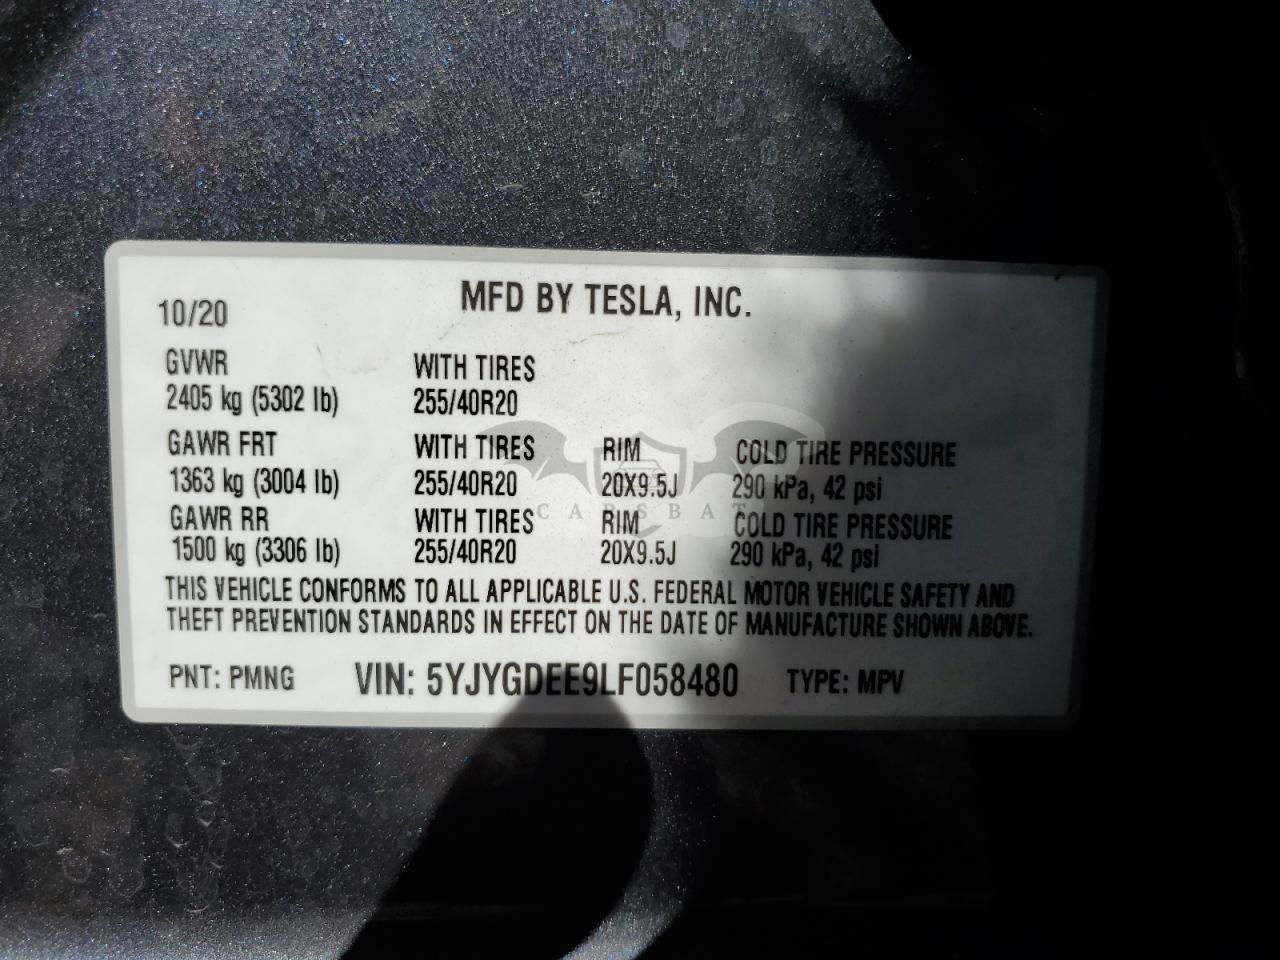 MFD BY TESLA, INC.
10/20
GVWR WITH TIRES
2405 kg (5302 lb) 255/40R20
GAWR FRT WITH TIRES RIM COLD TIRE PRESSURE
1363 kg (3004 lb) 255/40R20 20X9.5J 290 kPa, 42 psi
CARSBAT
GAWR RR WITH TIRES RIM COLD TIRE PRESSURE
1500 kg (3306 lb) 255/40R20 20X9.5J 290 kPa, 42 psi
THIS VEHICLE CONFORMS TO ALL APPLICABLE U.S. FEDERAL MOTOR VEHICLE SAFETY AND
THEFT PREVENTION STANDARDS IN EFFECT ON THE DATE OF MANUFACTURE SHOWN ABOVE.
PNT: PMNG VIN: 5YJYGDEE9LF058480 TYPE: MPV